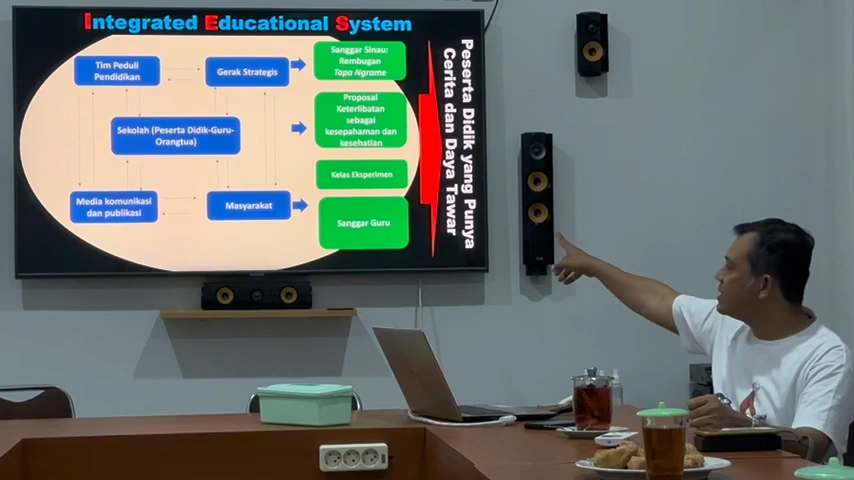 Integrated Educational System
Tim Peduli
Pendidikan
Gerak Strategis
Sekolah (Peserta Didik-Guru-
Orangtua)
Media komunikasi
dan publikasi
Masyarakat
Sanggar Sinau:
Rembugan
Tapa Ngrame
Proposal
Keterlibatan
sebagai
kesepahaman dan
kesehatian
Kelas Eksperimen
Sanggar Guru
Peserta Didik yang Punya
Cerita dan Daya Tawar